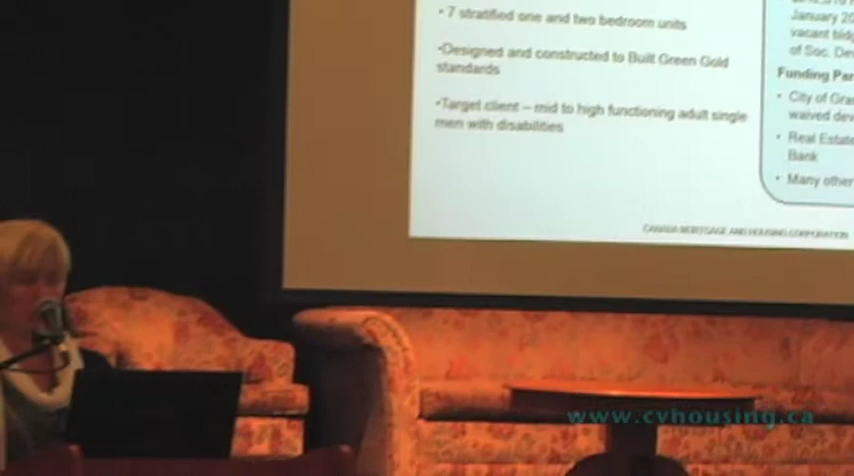 • 7 stratified one and two bedroom units
•Designed and constructed to Built Green Gold
standards
•Target client – mid to high functioning adult single
men with disabilities
January 20
vacant bldg
of Soc. De
Funding Par
• City of Gra
waived dev
• Real Estate
Bank
• Many other
CANADA MORTGAGE AND HOUSING CORPORATION
www.cvhousing.ca